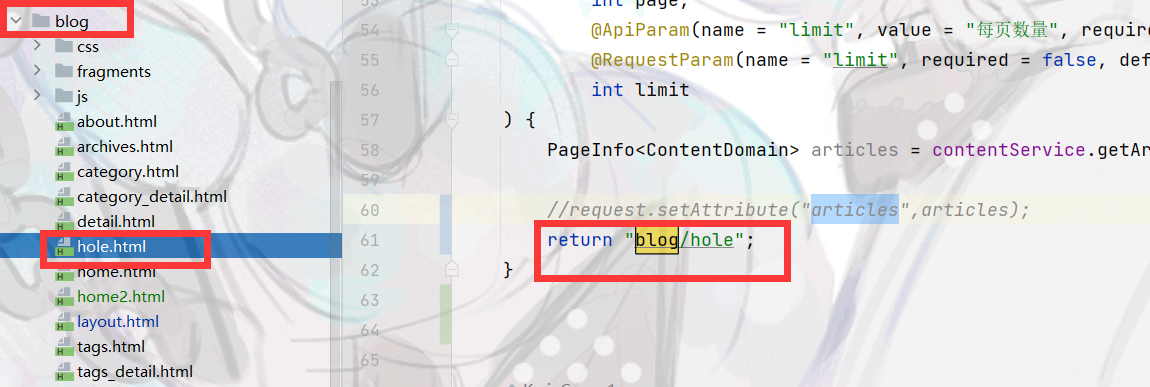 blog
css
fragments
js
about.html
archives.html
category.html
category_detail.html
detail.html
hole.html
home.html
home2.html
layout.html
tags.html
tags_detail.html
53 int page,
54 @ApiParam(name = "limit", value = "每页数量", require
55 @RequestParam(name = "limit", required = false, def
56 int limit
57 ) {
58 PageInfo<ContentDomain> articles = contentService.getAr
59
60 //request.setAttribute("articles",articles);
61 return "blog/hole";
62 }
63
64
65